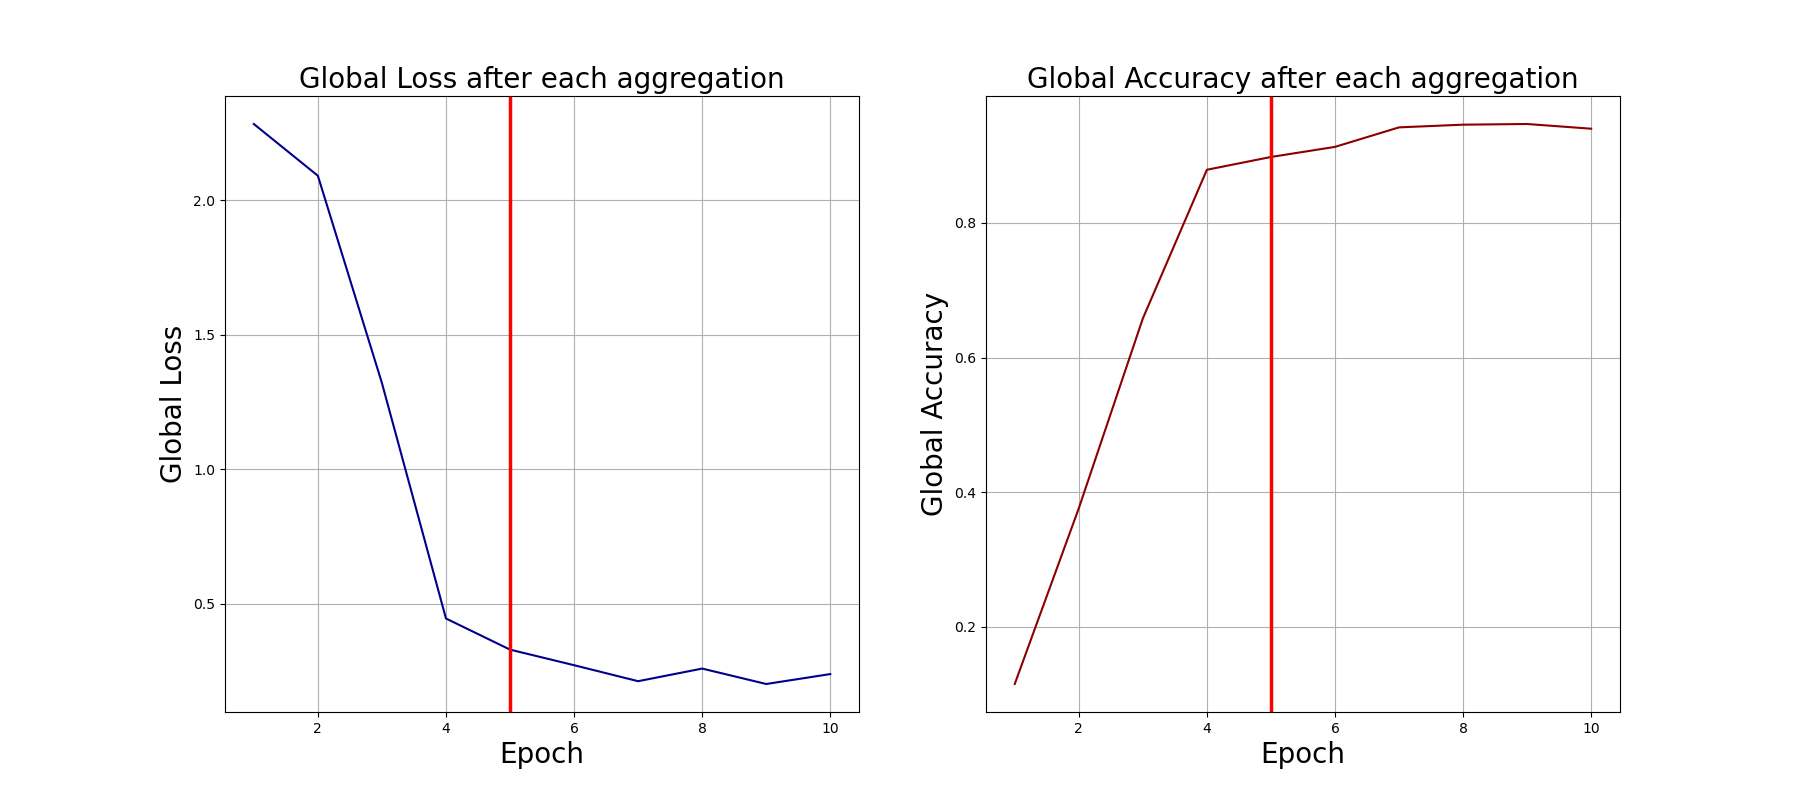 Global Loss after each aggregation
Global Loss
2.0
1.5
1.0
0.5
2 4 6 8 10
Epoch
Global Accuracy after each aggregation
Global Accuracy
0.8
0.6
0.4
0.2
2 4 6 8 10
Epoch